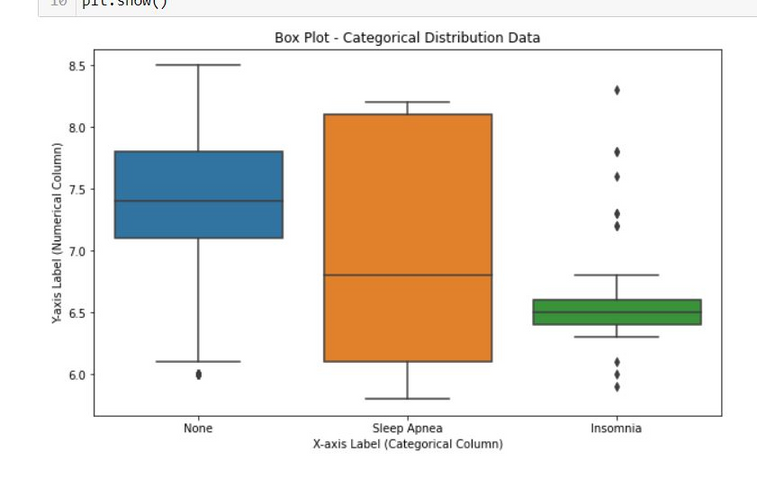 10 plt.show()
Box Plot - Categorical Distribution Data
8.5
8.0
7.5
7.0
6.5
6.0
Y-axis Label (Numerical Column)
None Sleep Apnea Insomnia
X-axis Label (Categorical Column)